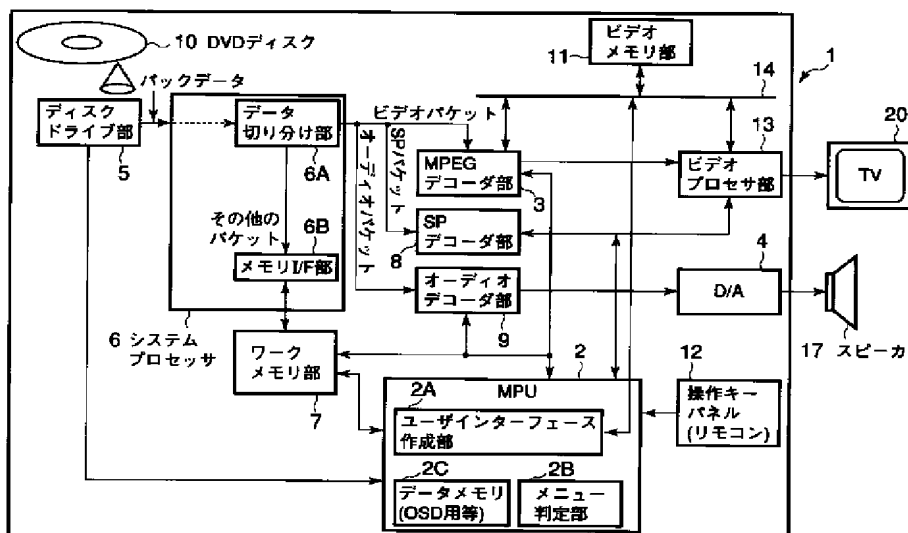 10 DVDディスク
パックデータ
ディスク
ドライブ部
5
データ
切り分け部
6A
その他の
パケット
6B
メモリI/F部
6 システム
プロセッサ
ワーク
メモリ部
7
ビデオパケット
SPパケット
オーディオパケット
MPEG
デコーダ部
3
SP
デコーダ部
8
オーディオ
デコーダ部
9
ビデオ
メモリ部
11
14
1
13
ビデオ
プロセサ部
20
TV
4
D/A
17 スピーカ
12
操作キー
パネル
(リモコン)
2
MPU
2A
ユーザインターフェース
作成部
2C
データメモリ
(OSD用等)
2B
メニュー
判定部